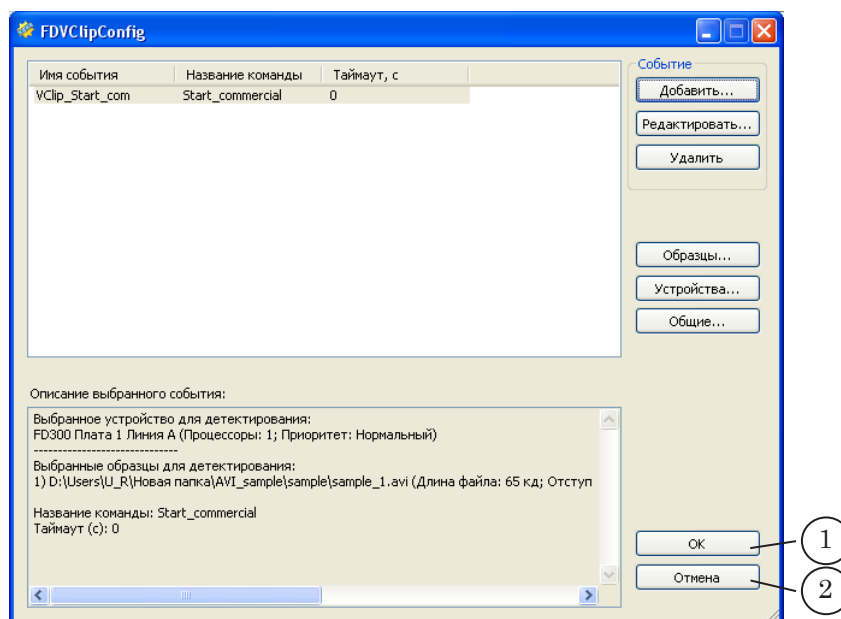 FDVClipConfig
Имя события Название команды Таймаут, с
VClip_Start_com Start_commercial 0
Событие
Добавить...
Редактировать...
Удалить
Образцы...
Устройства...
Общие...
Описание выбранного события:
Выбранное устройство для детектирования:
FD300 Плата 1 Линия A (Процессоры: 1; Приоритет: Нормальный)
------------------------------
Выбранные образцы для детектирования:
1) D:\Users\U_R\Новая папка\AVI_sample\sample\sample_1.avi (Длина файла: 65 кд; Отступ
Название команды: Start_commercial
Таймаут (с): 0
OK
1
Отмена
2